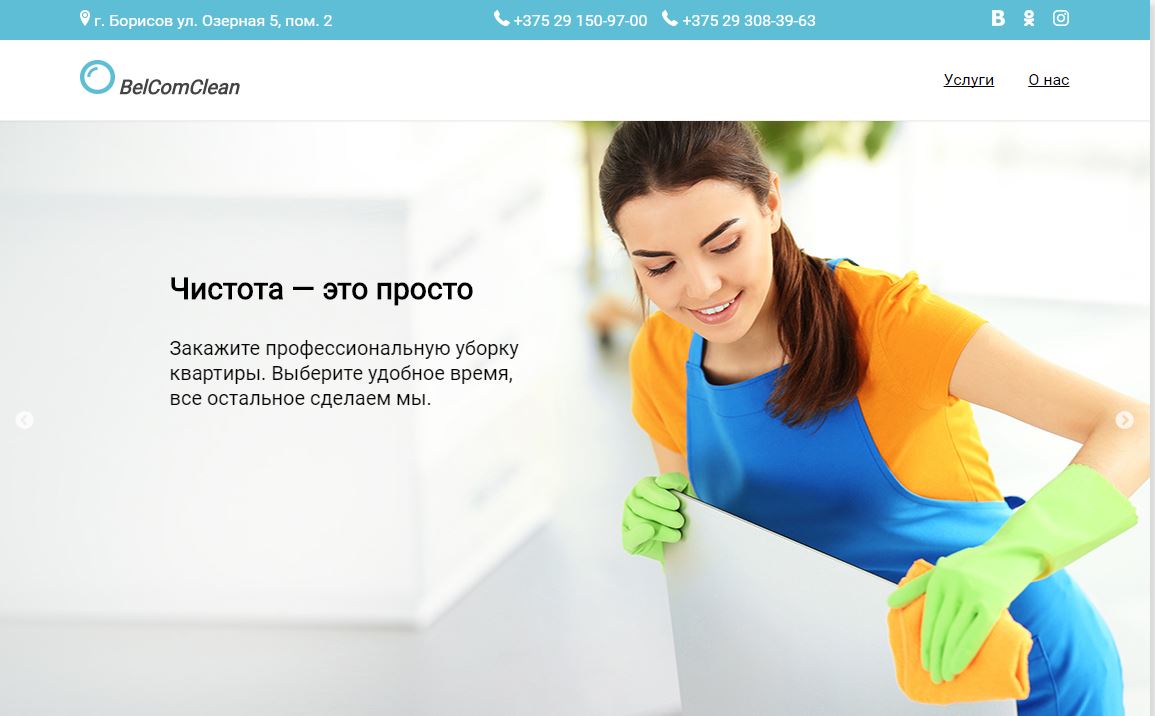 г. Борисов ул. Озерная 5, пом. 2
+375 29 150-97-00
+375 29 308-39-63
BelComClean
Услуги
О нас
Чистота — это просто
Закажите профессиональную уборку
квартиры. Выберите удобное время,
все остальное сделаем мы.